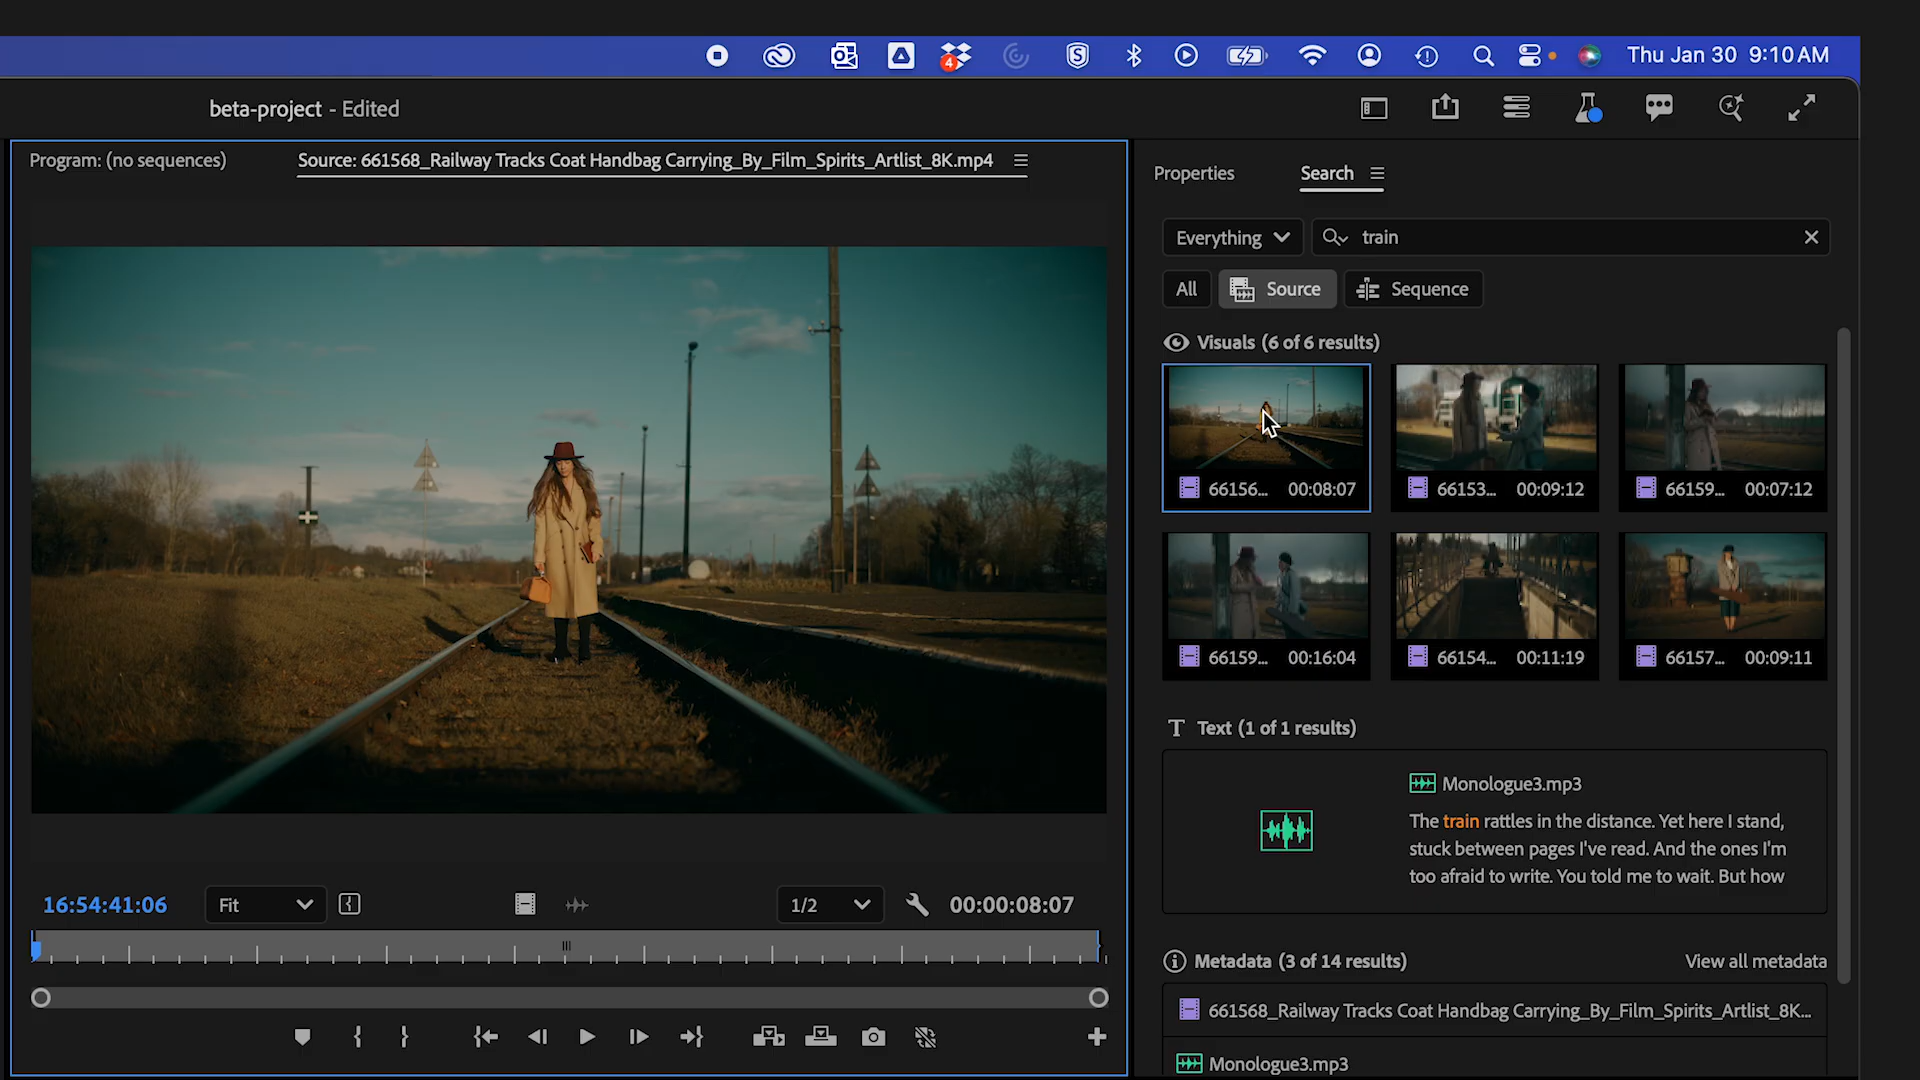 4
Thu Jan 30 9:10 AM
beta-project - Edited
Program: (no sequences)
Source: 661568_Railway Tracks Coat Handbag Carrying_By_Film_Spirits_Artlist_8K.mp4
Properties
Search
Everything
train
All
Source
Sequence
Visuals (6 of 6 results)
66156... 00:08:07
66153... 00:09:12
66159... 00:07:12
66159... 00:16:04
66154... 00:11:19
66157... 00:09:11
Text (1 of 1 results)
Monologue3.mp3
The train rattles in the distance. Yet here I stand,
stuck between pages I've read. And the ones I'm
too afraid to write. You told me to wait. But how
16:54:41:06
Fit
1/2
00:00:08:07
Metadata (3 of 14 results)
View all metadata
661568_Railway Tracks Coat Handbag Carrying_By_Film_Spirits_Artlist_8K...
Monologue3.mp3